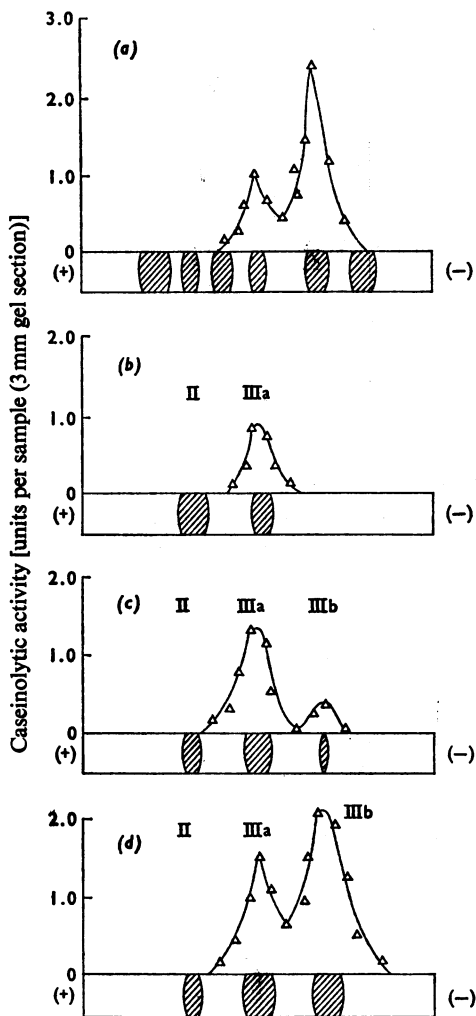 Caseinolytic activity [units per sample (3 mm gel section)]
(a)
3.0
2.0
1.0
0
(+)
(−)
(b)
2.0
1.0
0
II
IIIa
(+)
(−)
(c)
2.0
1.0
0
II
IIIa
IIIb
(+)
(−)
(d)
2.0
1.0
0
II
IIIa
IIIb
(+)
(−)